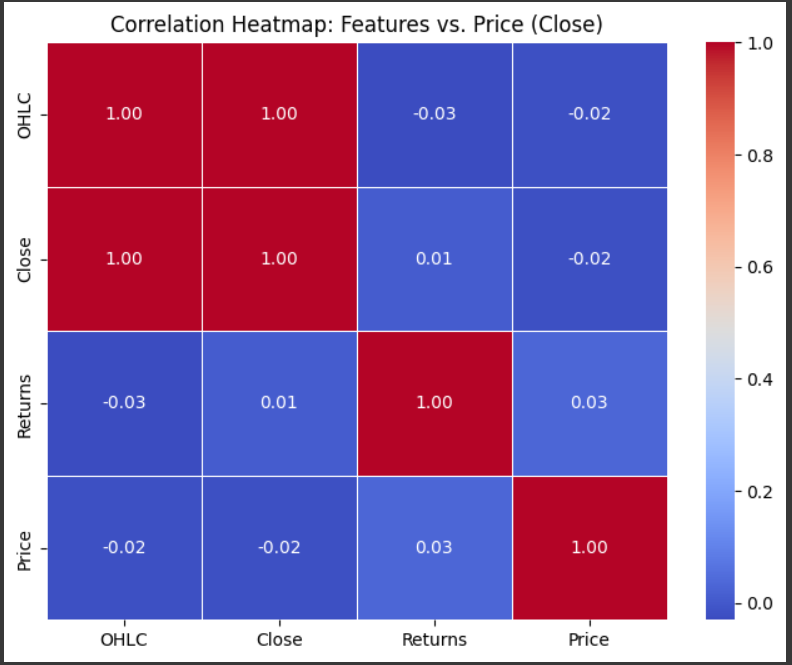 Correlation Heatmap: Features vs. Price (Close)
OHLC 1.00 1.00 -0.03 -0.02
Close 1.00 1.00 0.01 -0.02
Returns -0.03 0.01 1.00 0.03
Price -0.02 -0.02 0.03 1.00
OHLC Close Returns Price
1.0
0.8
0.6
0.4
0.2
0.0